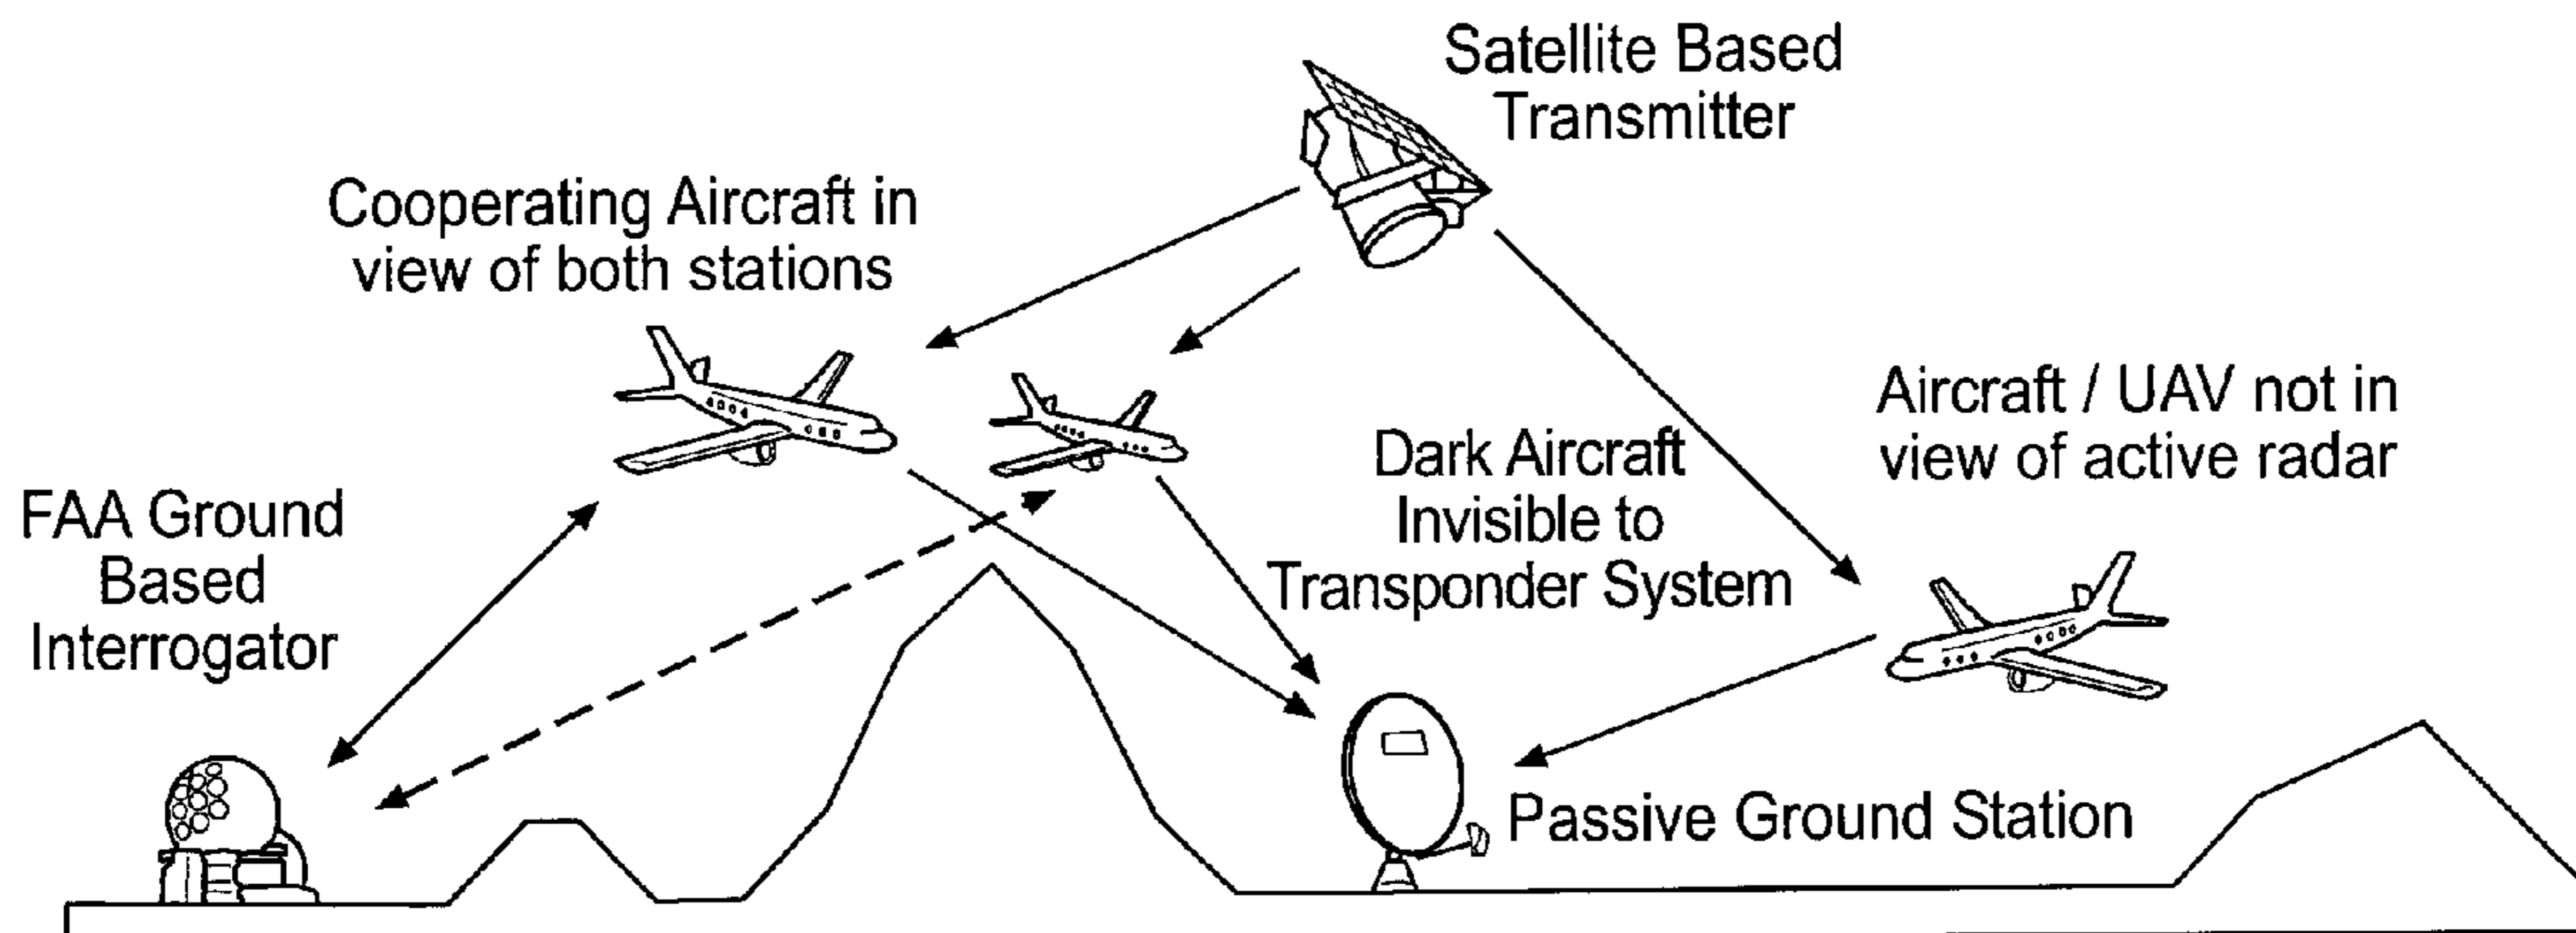 Satellite Based
Transmitter
Cooperating Aircraft in
view of both stations
Aircraft / UAV not in
view of active radar
Dark Aircraft
Invisible to
Transponder System
FAA Ground
Based
Interrogator
Passive Ground Station